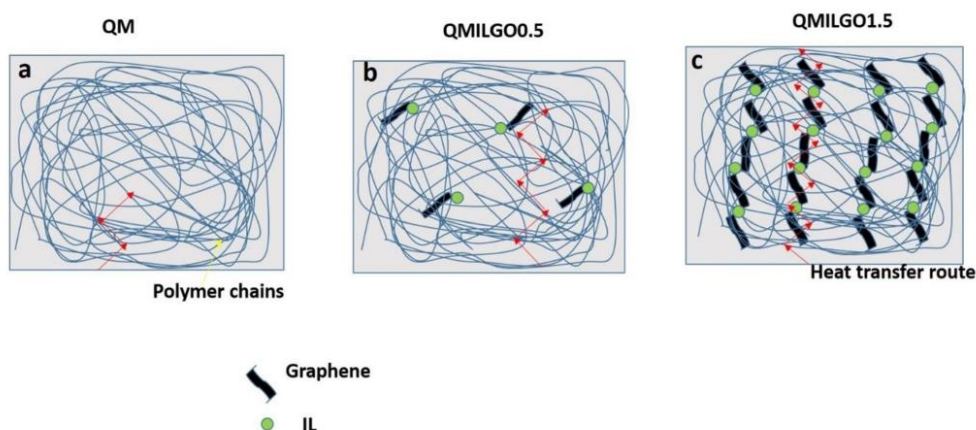 QM
QMILGO0.5
QMILGO1.5
a
b
c
Polymer chains
Heat transfer route
Graphene
IL